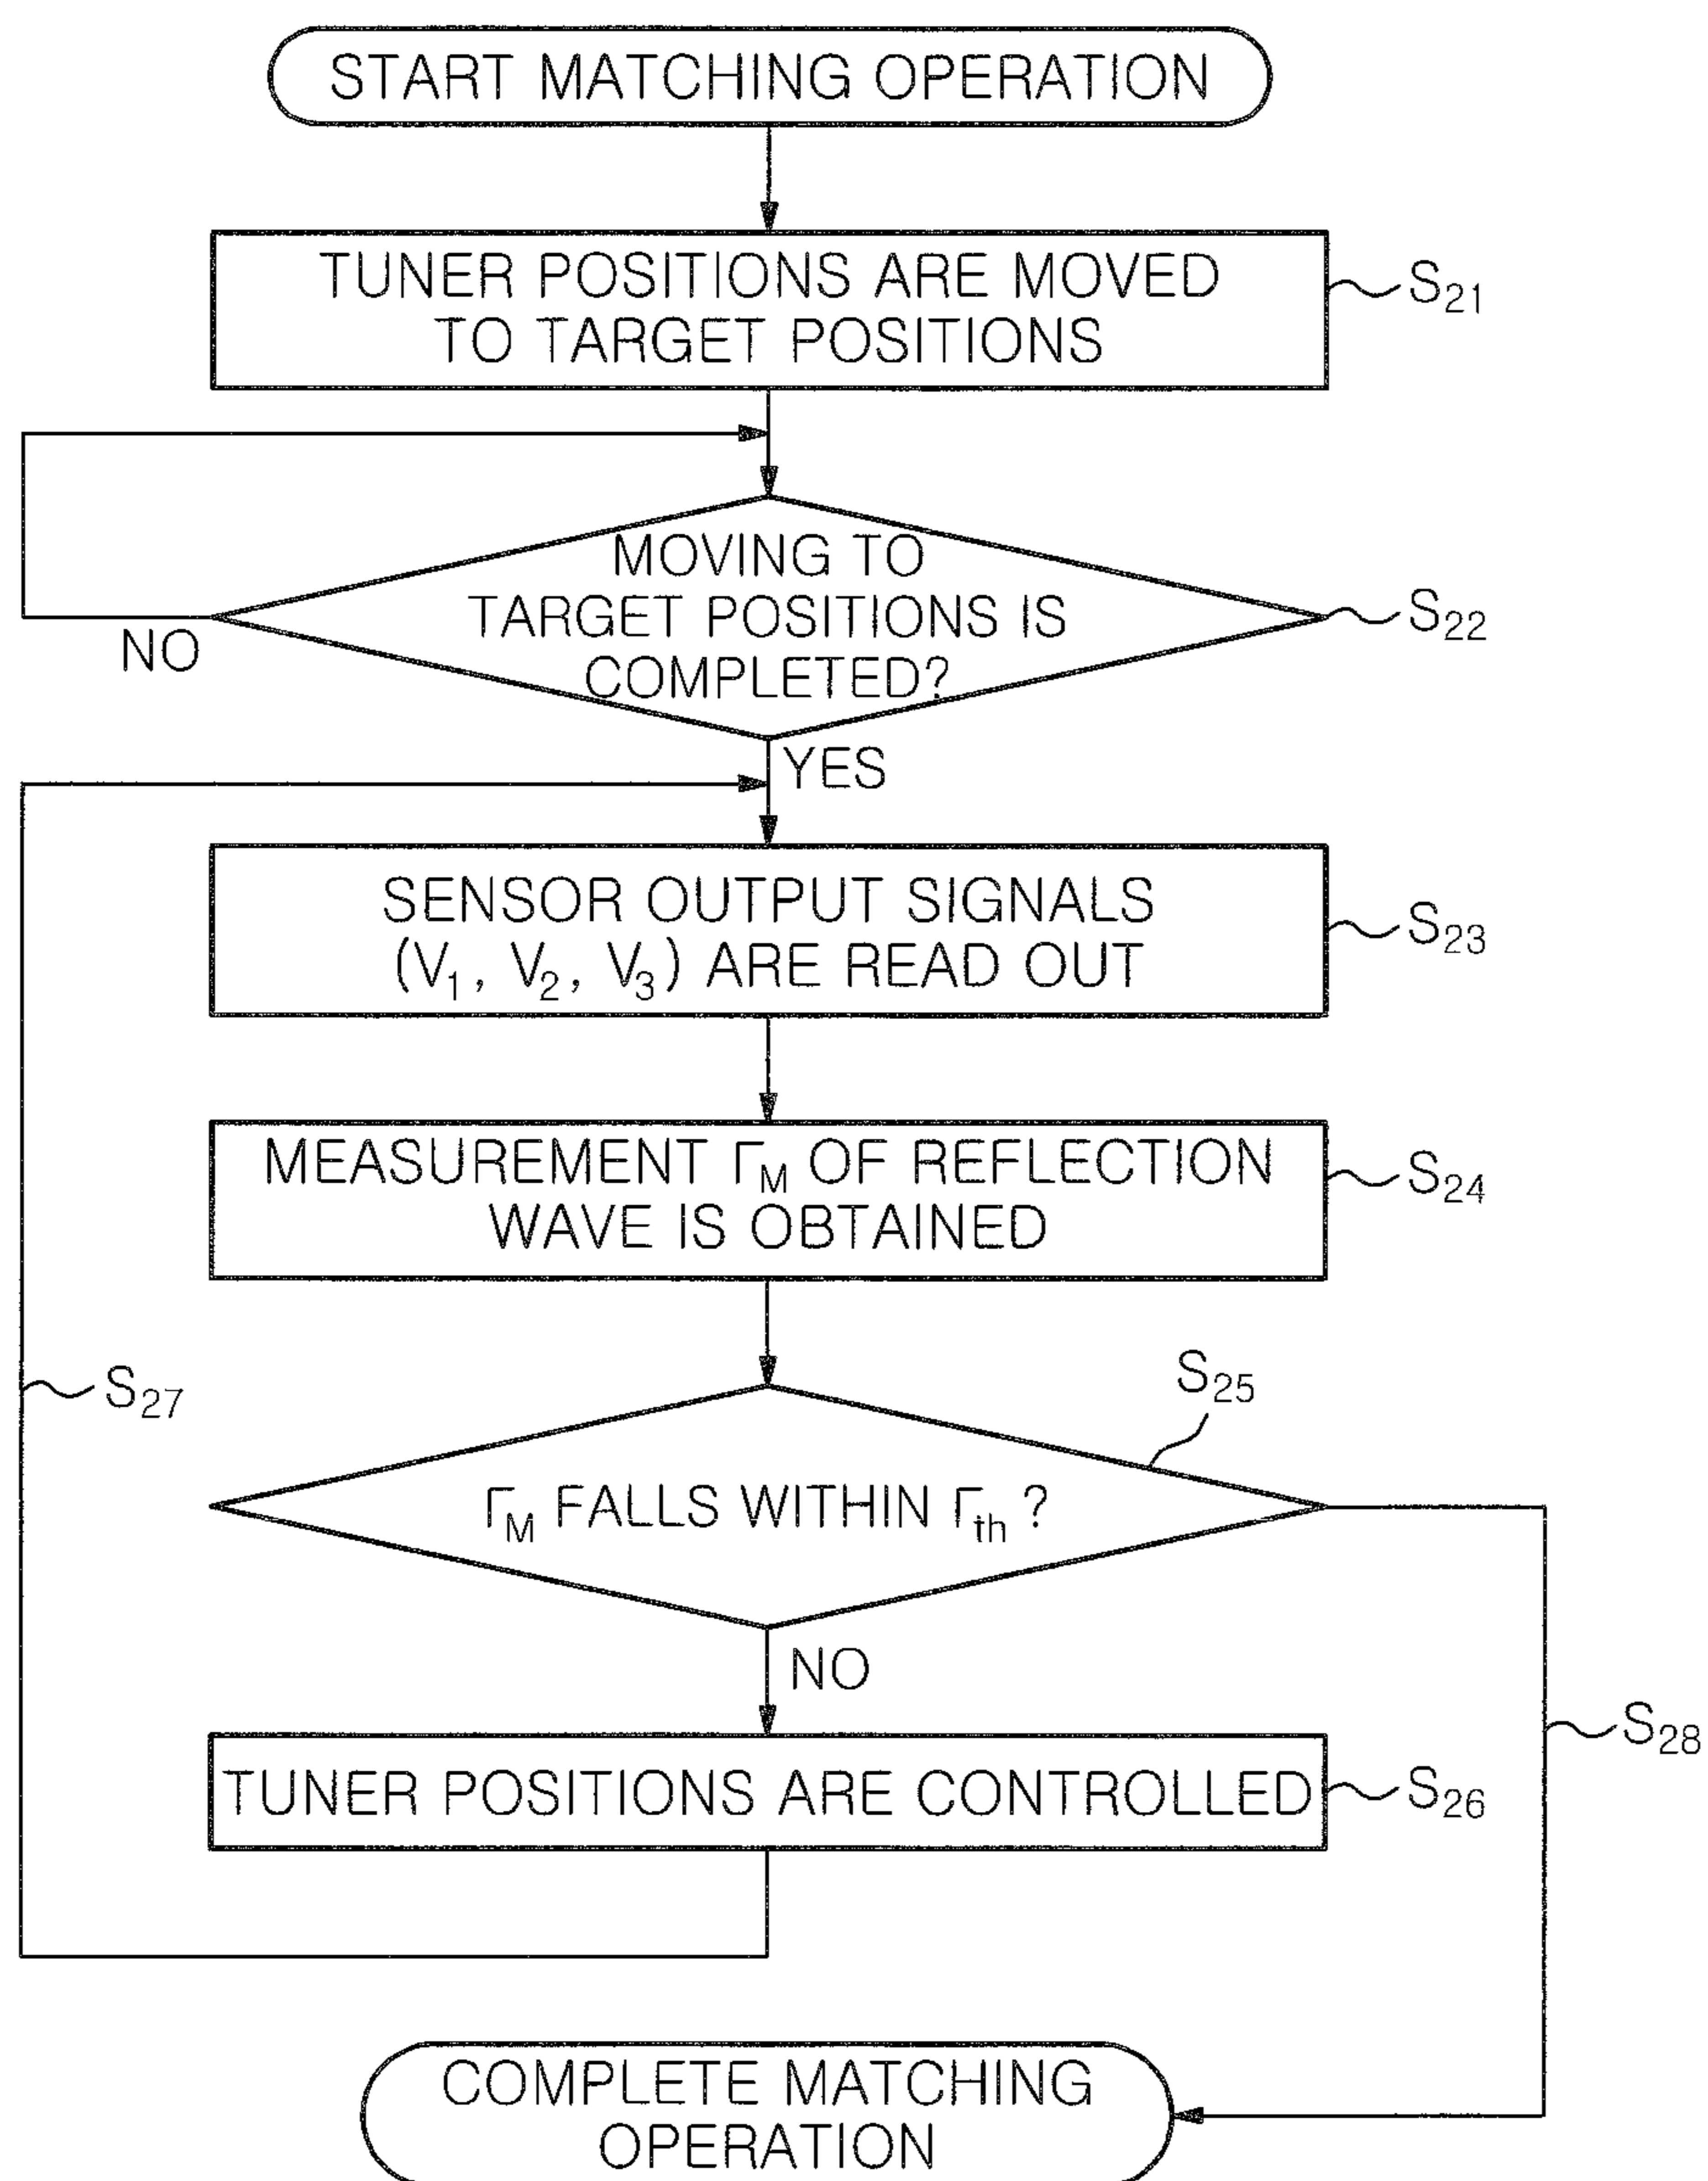 START MATCHING OPERATION
TUNER POSITIONS ARE MOVED
TO TARGET POSITIONS
S21
MOVING TO
TARGET POSITIONS IS
COMPLETED?
S22
NO
YES
SENSOR OUTPUT SIGNALS
(V1, V2, V3) ARE READ OUT
S23
MEASUREMENT ΓM OF REFLECTION
WAVE IS OBTAINED
S24
S27
S25
ΓM FALLS WITHIN Γth ?
NO
S28
TUNER POSITIONS ARE CONTROLLED
S26
COMPLETE MATCHING
OPERATION